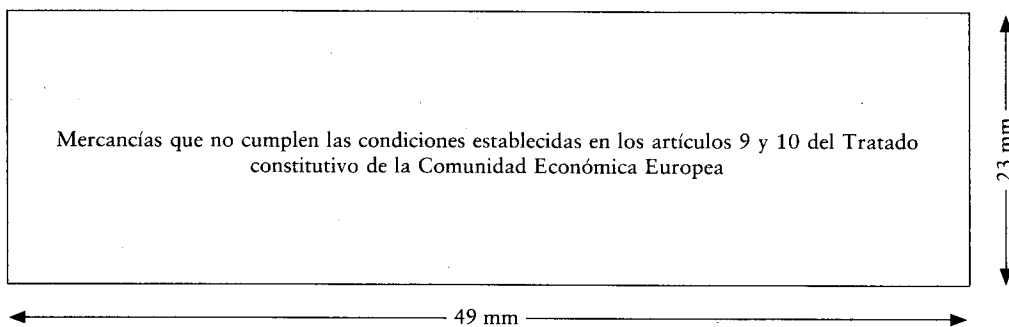 Mercancías que no cumplen las condiciones establecidas en los artículos 9 y 10 del Tratado
constitutivo de la Comunidad Económica Europea
23 mm
49 mm